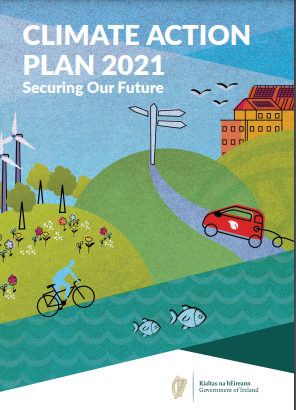 CLIMATE ACTION
PLAN 2021
Securing Our Future
Rialtas na hÉireann
Government of Ireland